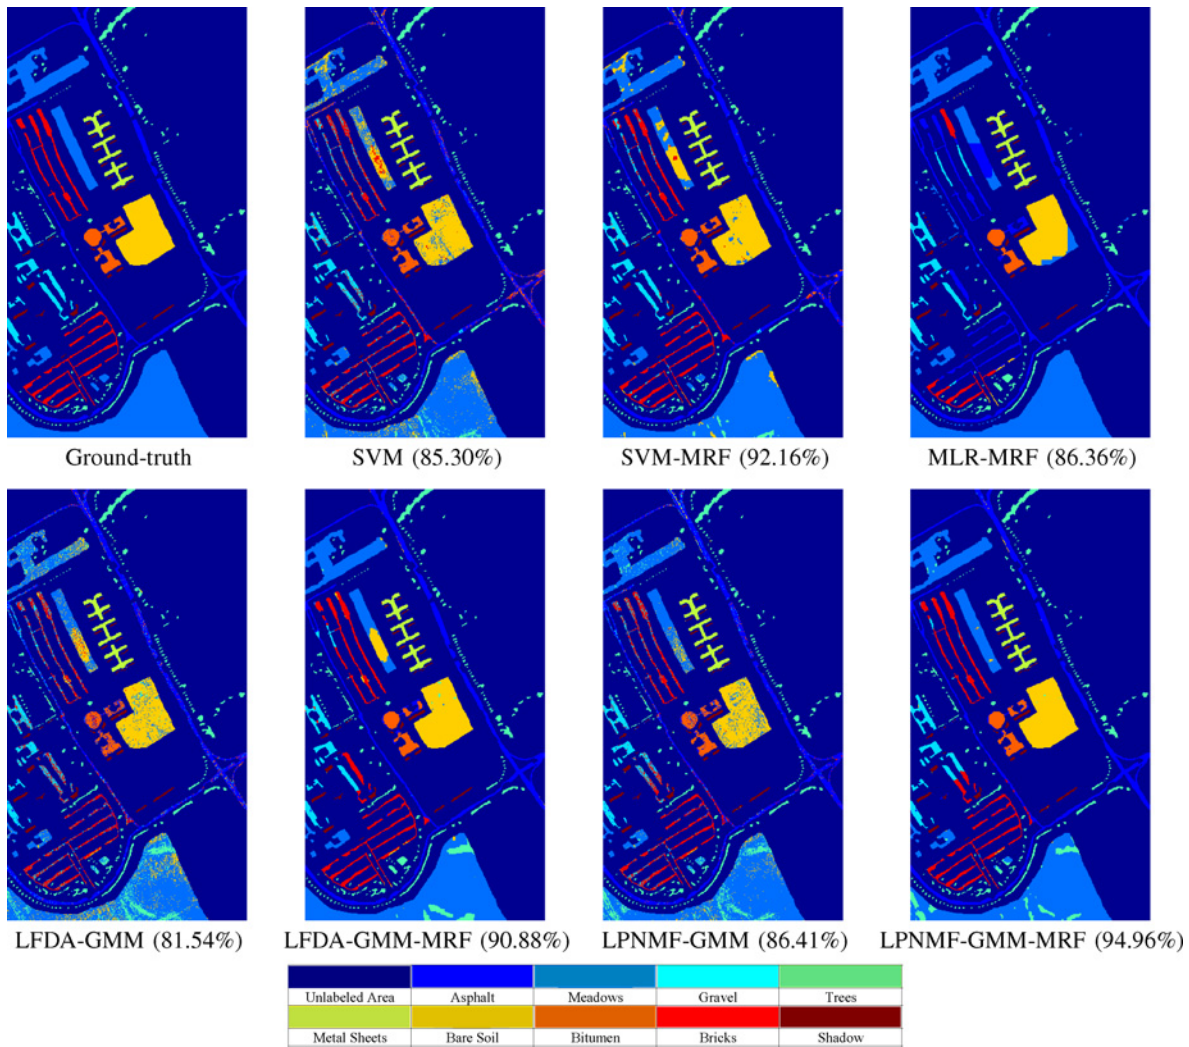 Ground-truth SVM (85.30%) SVM-MRF (92.16%) MLR-MRF (86.36%)
LFDA-GMM (81.54%) LFDA-GMM-MRF (90.88%) LPNMF-GMM (86.41%) LPNMF-GMM-MRF (94.96%)
Unlabeled Area Asphalt Meadows Gravel Trees
Metal Sheets Bare Soil Bitumen Bricks Shadow